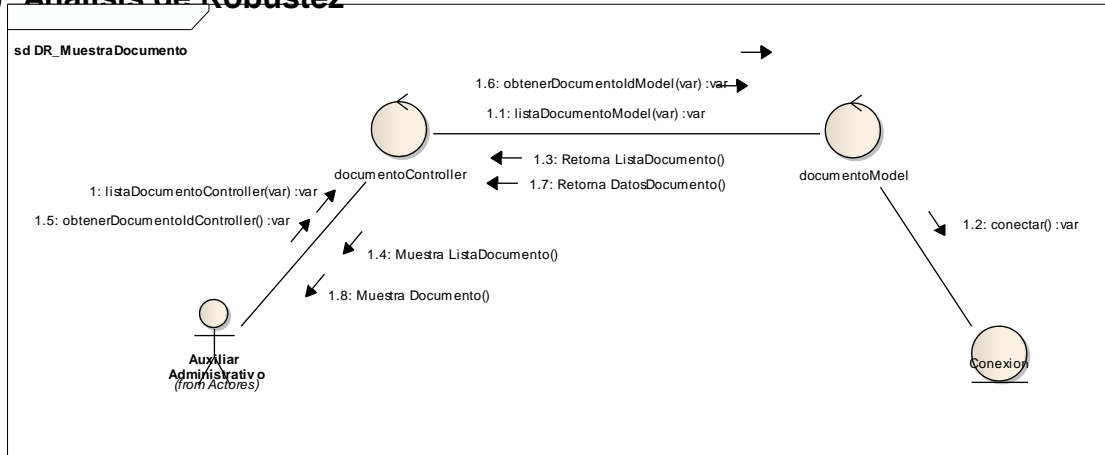 Análisis de Robustez
sd DR_MuestraDocumento
1.6: obtenerDocumentoIdModel(var) :var
1.1: listaDocumentoModel(var) :var
1.3: Retorna ListaDocumento()
1.7: Retorna DatosDocumento()
documentoController
documentoModel
1: listaDocumentoController(var) :var
1.5: obtenerDocumentoIdController() :var
1.2: conectar() :var
1.4: Muestra ListaDocumento()
1.8: Muestra Documento()
Auxiliar
Administrativo
(from Actores)
Conexion